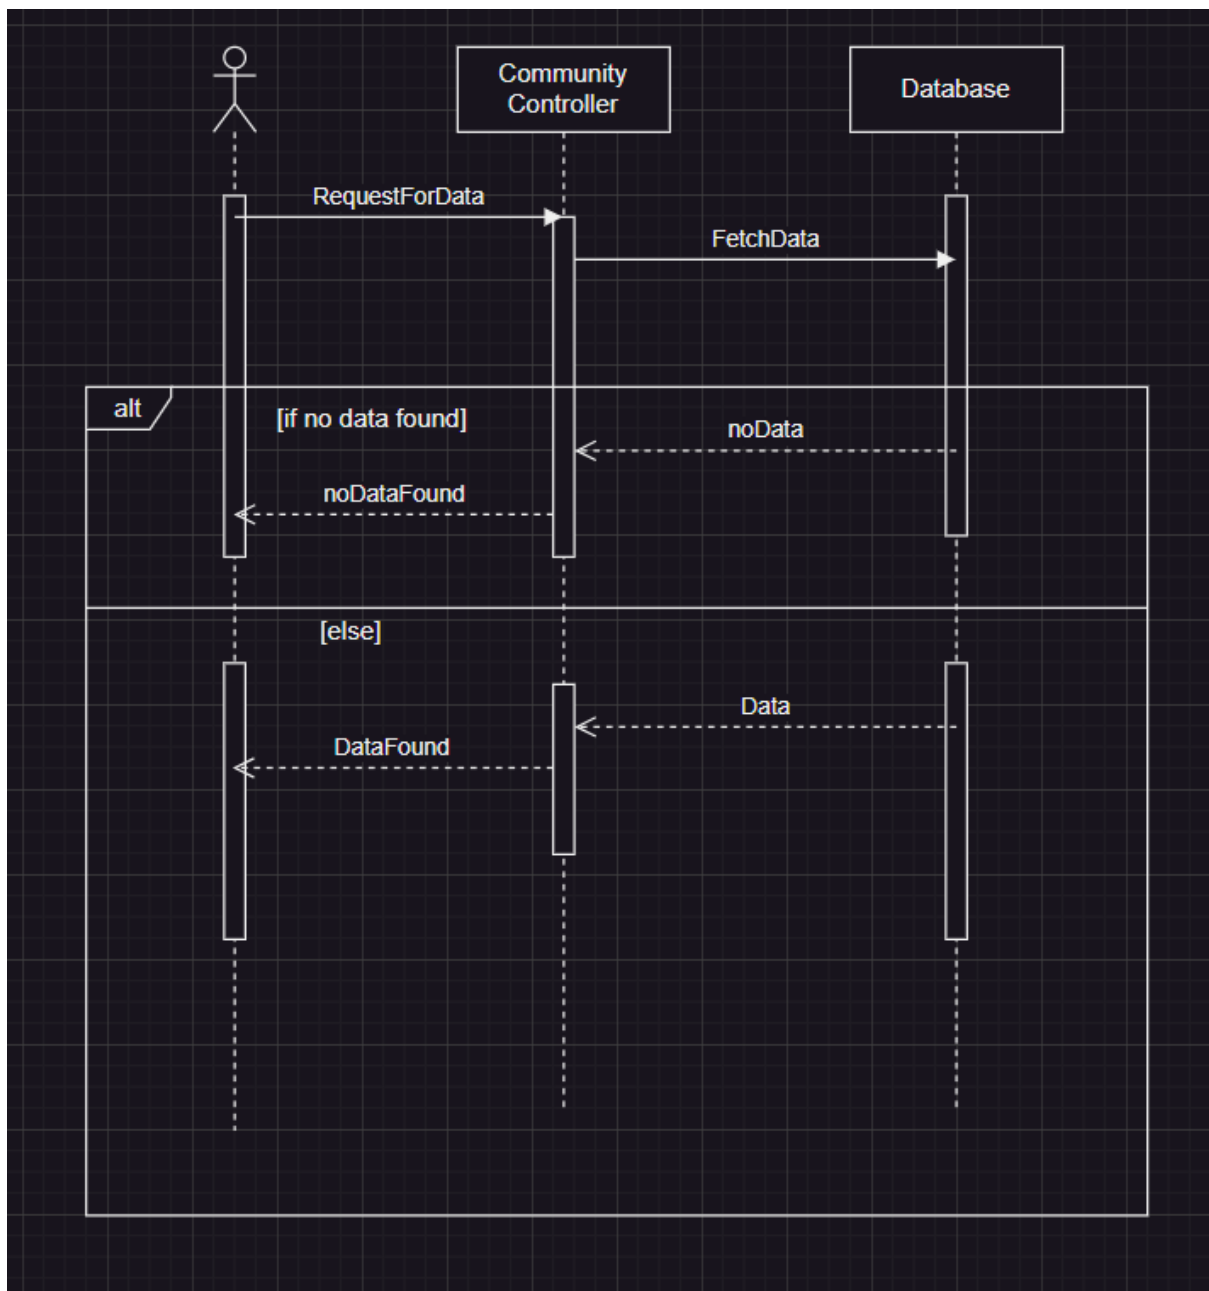 Community
Controller
Database
RequestForData
FetchData
alt
[if no data found]
noData
noDataFound
[else]
Data
DataFound